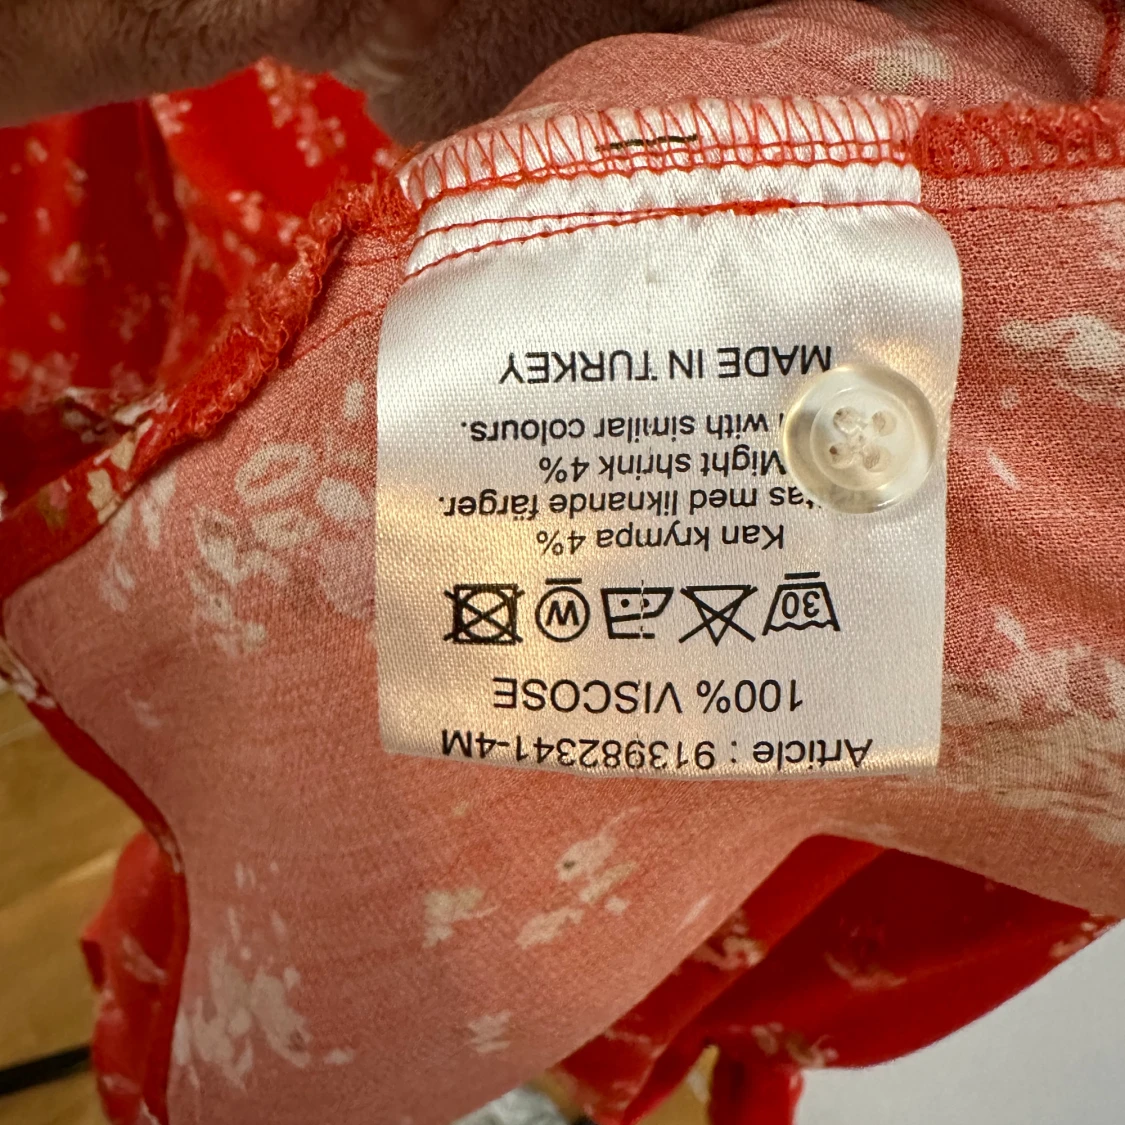 Article : 913982341-4M
100% VISCOSE
30 W
Kan krympa 4%
med liknande färger.
Might shrink 4%
with similar colours.
MADE IN TURKEY